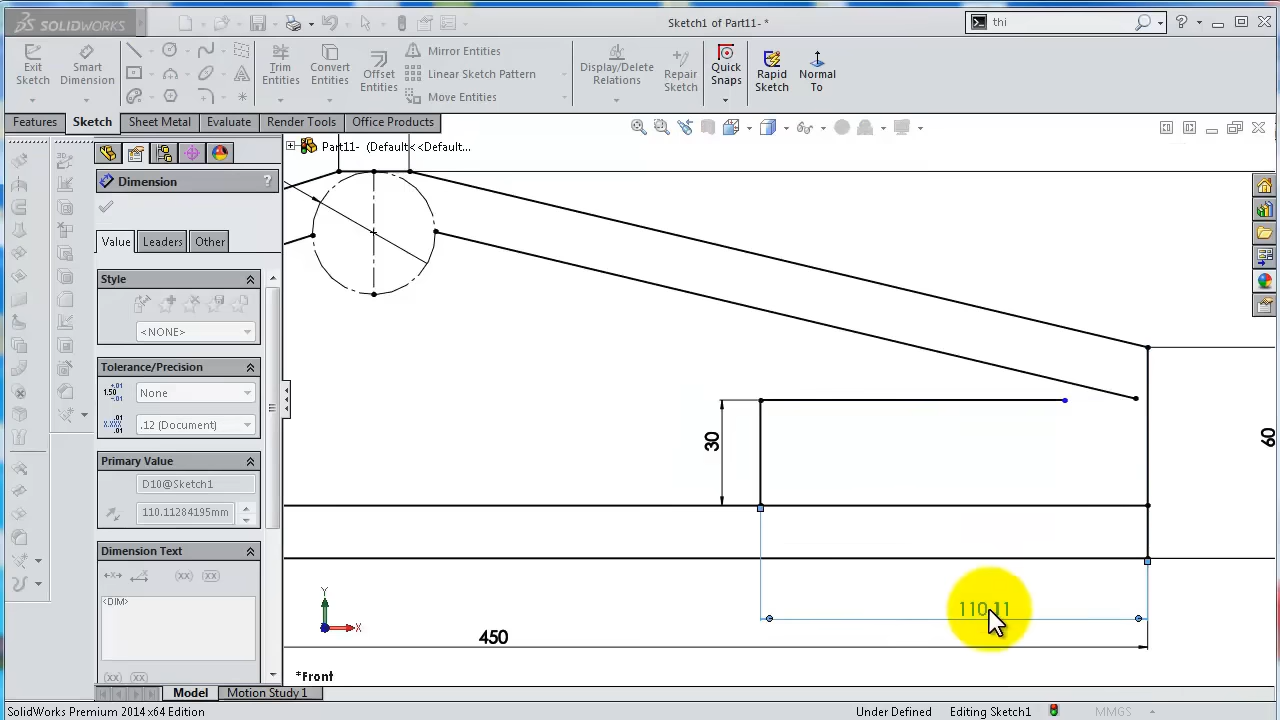 SOLIDWORKS
Sketch1 of Part11- *
thi
Exit Sketch
Smart Dimension
Trim Entities
Convert Entities
Offset Entities
Mirror Entities
Linear Sketch Pattern
Move Entities
Display/Delete Relations
Repair Sketch
Quick Snaps
Rapid Sketch
Normal To
Features
Sketch
Sheet Metal
Evaluate
Render Tools
Office Products
Part11- (Default<<Default...
Dimension
?
Value
Leaders
Other
Style
<NONE>
Tolerance/Precision
None
.12 (Document)
Primary Value
D10@Sketch1
110.11284195mm
Dimension Text
<DIM>
(xx)
(xx)
(xx)
(xx)
30
60
110.11
450
Y
X
*Front
Model
Motion Study 1
SolidWorks Premium 2014 x64 Edition
Under Defined
Editing Sketch1
MMGS